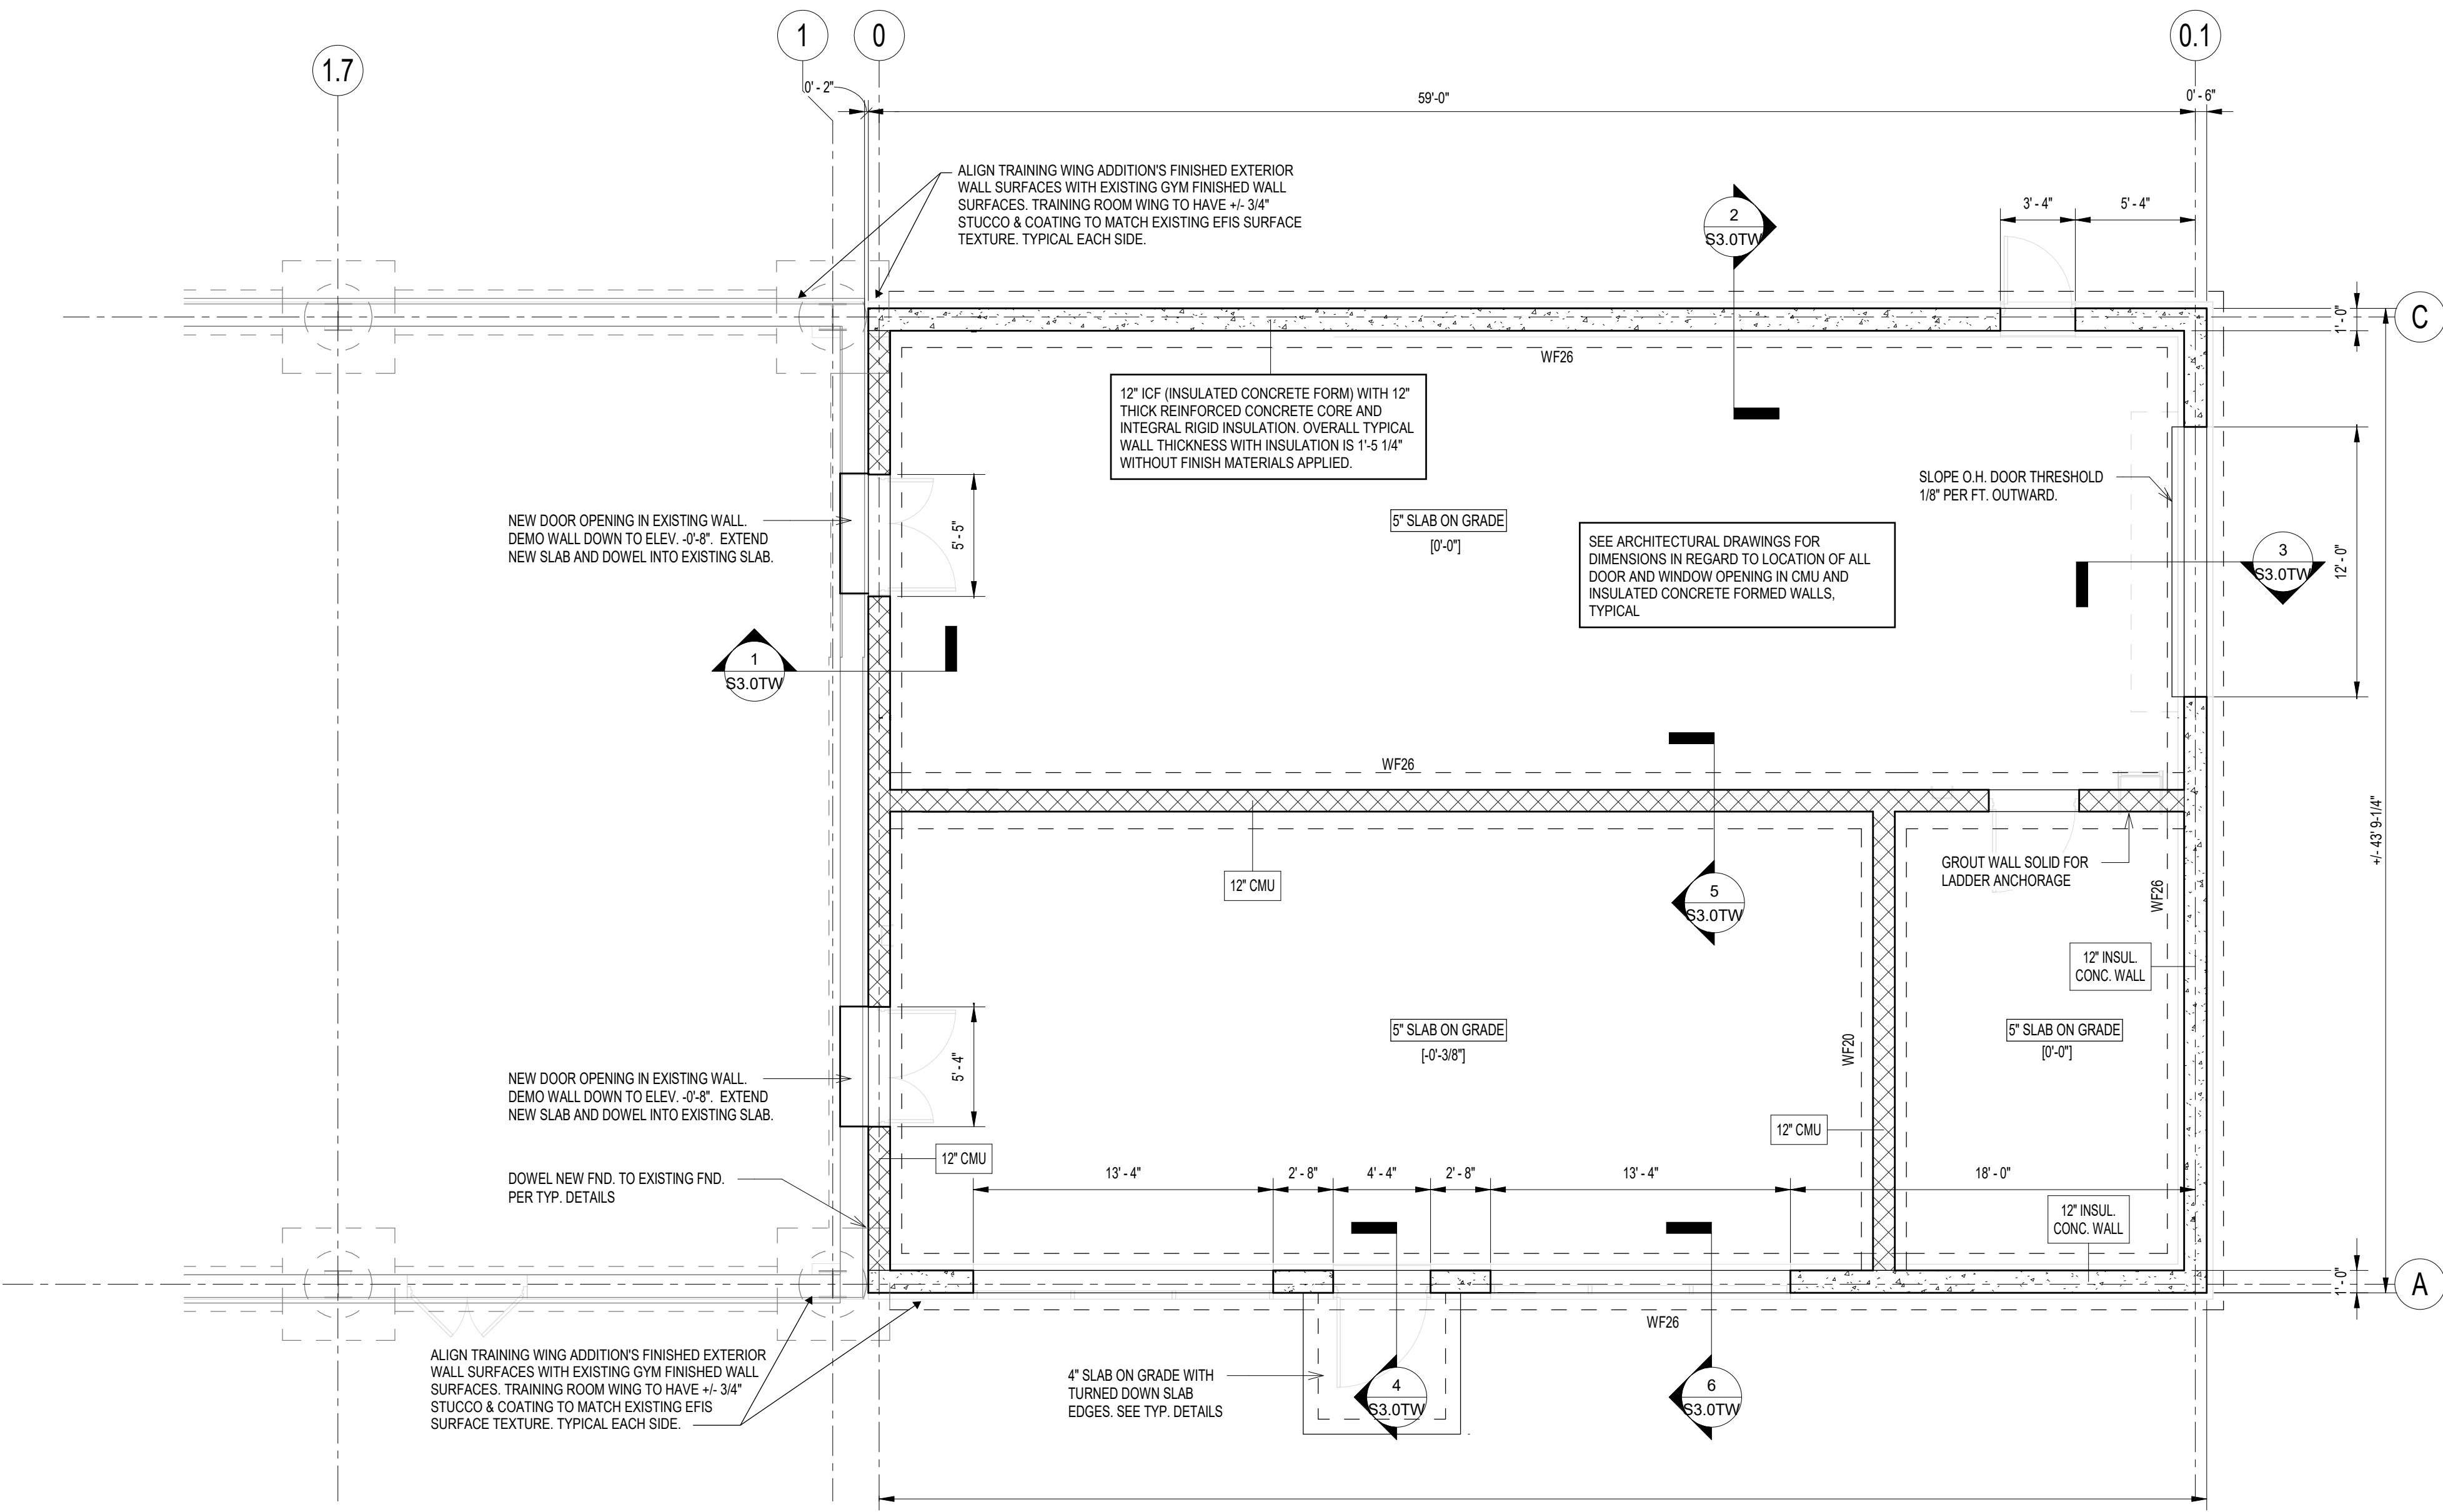 1
0
0.1
1.7
0' - 2"
59'-0"
0' - 6"
ALIGN TRAINING WING ADDITION'S FINISHED EXTERIOR
WALL SURFACES WITH EXISTING GYM FINISHED WALL
SURFACES. TRAINING ROOM WING TO HAVE +/- 3/4"
STUCCO & COATING TO MATCH EXISTING EFIS SURFACE
TEXTURE. TYPICAL EACH SIDE.
2
S3.0TW
3' - 4"
5' - 4"
1' - 0"
C
WF26
12" ICF (INSULATED CONCRETE FORM) WITH 12"
THICK REINFORCED CONCRETE CORE AND
INTEGRAL RIGID INSULATION. OVERALL TYPICAL
WALL THICKNESS WITH INSULATION IS 1'-5 1/4"
WITHOUT FINISH MATERIALS APPLIED.
SLOPE O.H. DOOR THRESHOLD
1/8" PER FT. OUTWARD.
NEW DOOR OPENING IN EXISTING WALL.
DEMO WALL DOWN TO ELEV. -0'-8". EXTEND
NEW SLAB AND DOWEL INTO EXISTING SLAB.
5' - 5"
5" SLAB ON GRADE
[0'-0"]
SEE ARCHITECTURAL DRAWINGS FOR
DIMENSIONS IN REGARD TO LOCATION OF ALL
DOOR AND WINDOW OPENING IN CMU AND
INSULATED CONCRETE FORMED WALLS,
TYPICAL
3
S3.0TW
12' - 0"
1
S3.0TW
WF26
+/- 43' 9-1/4"
12" CMU
5
S3.0TW
GROUT WALL SOLID FOR
LADDER ANCHORAGE
WF26
12" INSUL.
CONC. WALL
5" SLAB ON GRADE
[-0'-3/8"]
WF20
5" SLAB ON GRADE
[0'-0"]
NEW DOOR OPENING IN EXISTING WALL.
DEMO WALL DOWN TO ELEV. -0'-8". EXTEND
NEW SLAB AND DOWEL INTO EXISTING SLAB.
5' - 4"
12" CMU
12" CMU
DOWEL NEW FND. TO EXISTING FND.
PER TYP. DETAILS
13' - 4"
2' - 8"
4' - 4"
2' - 8"
13' - 4"
18' - 0"
12" INSUL.
CONC. WALL
1' - 0"
A
WF26
ALIGN TRAINING WING ADDITION'S FINISHED EXTERIOR
WALL SURFACES WITH EXISTING GYM FINISHED WALL
SURFACES. TRAINING ROOM WING TO HAVE +/- 3/4"
STUCCO & COATING TO MATCH EXISTING EFIS
SURFACE TEXTURE. TYPICAL EACH SIDE.
4" SLAB ON GRADE WITH
TURNED DOWN SLAB
EDGES. SEE TYP. DETAILS
4
S3.0TW
6
S3.0TW